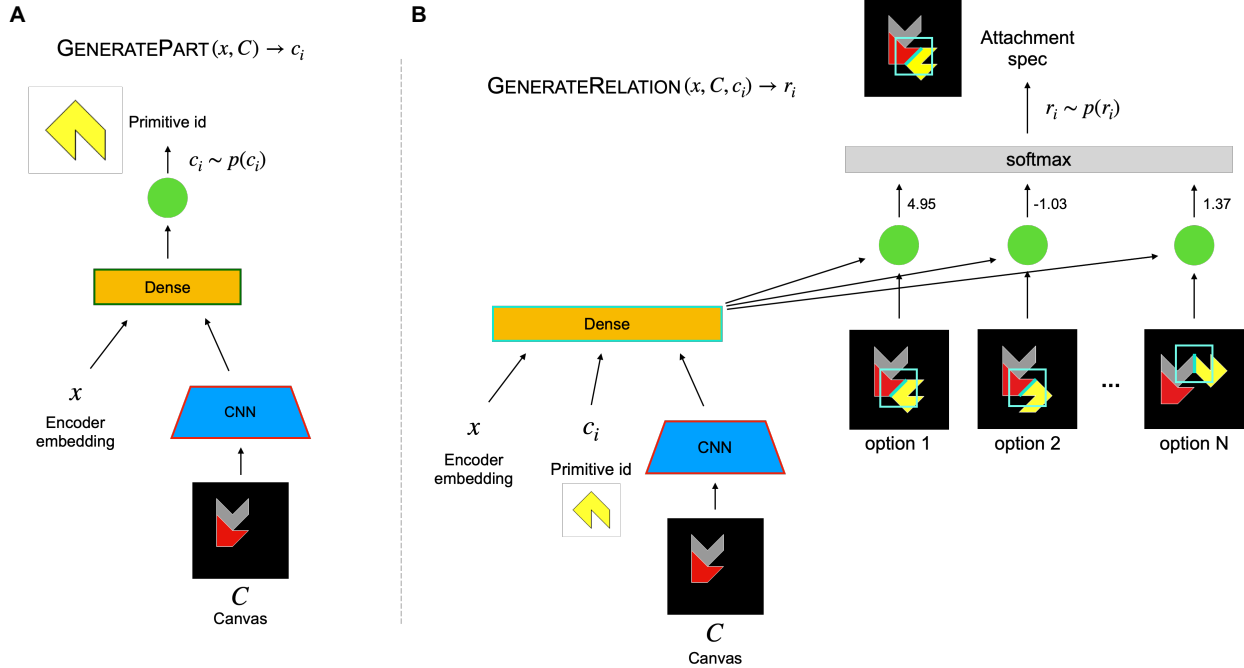 A
GENERATEPART (x, C) → cᵢ
Primitive id
cᵢ ∼ p(cᵢ)
Dense
x
Encoder
embedding
CNN
C
Canvas
B
GENERATERELATION (x, C, cᵢ) → rᵢ
Attachment
spec
rᵢ ∼ p(rᵢ)
softmax
4.95
-1.03
1.37
Dense
x
Encoder
embedding
cᵢ
Primitive id
CNN
C
Canvas
option 1
option 2
...
option N